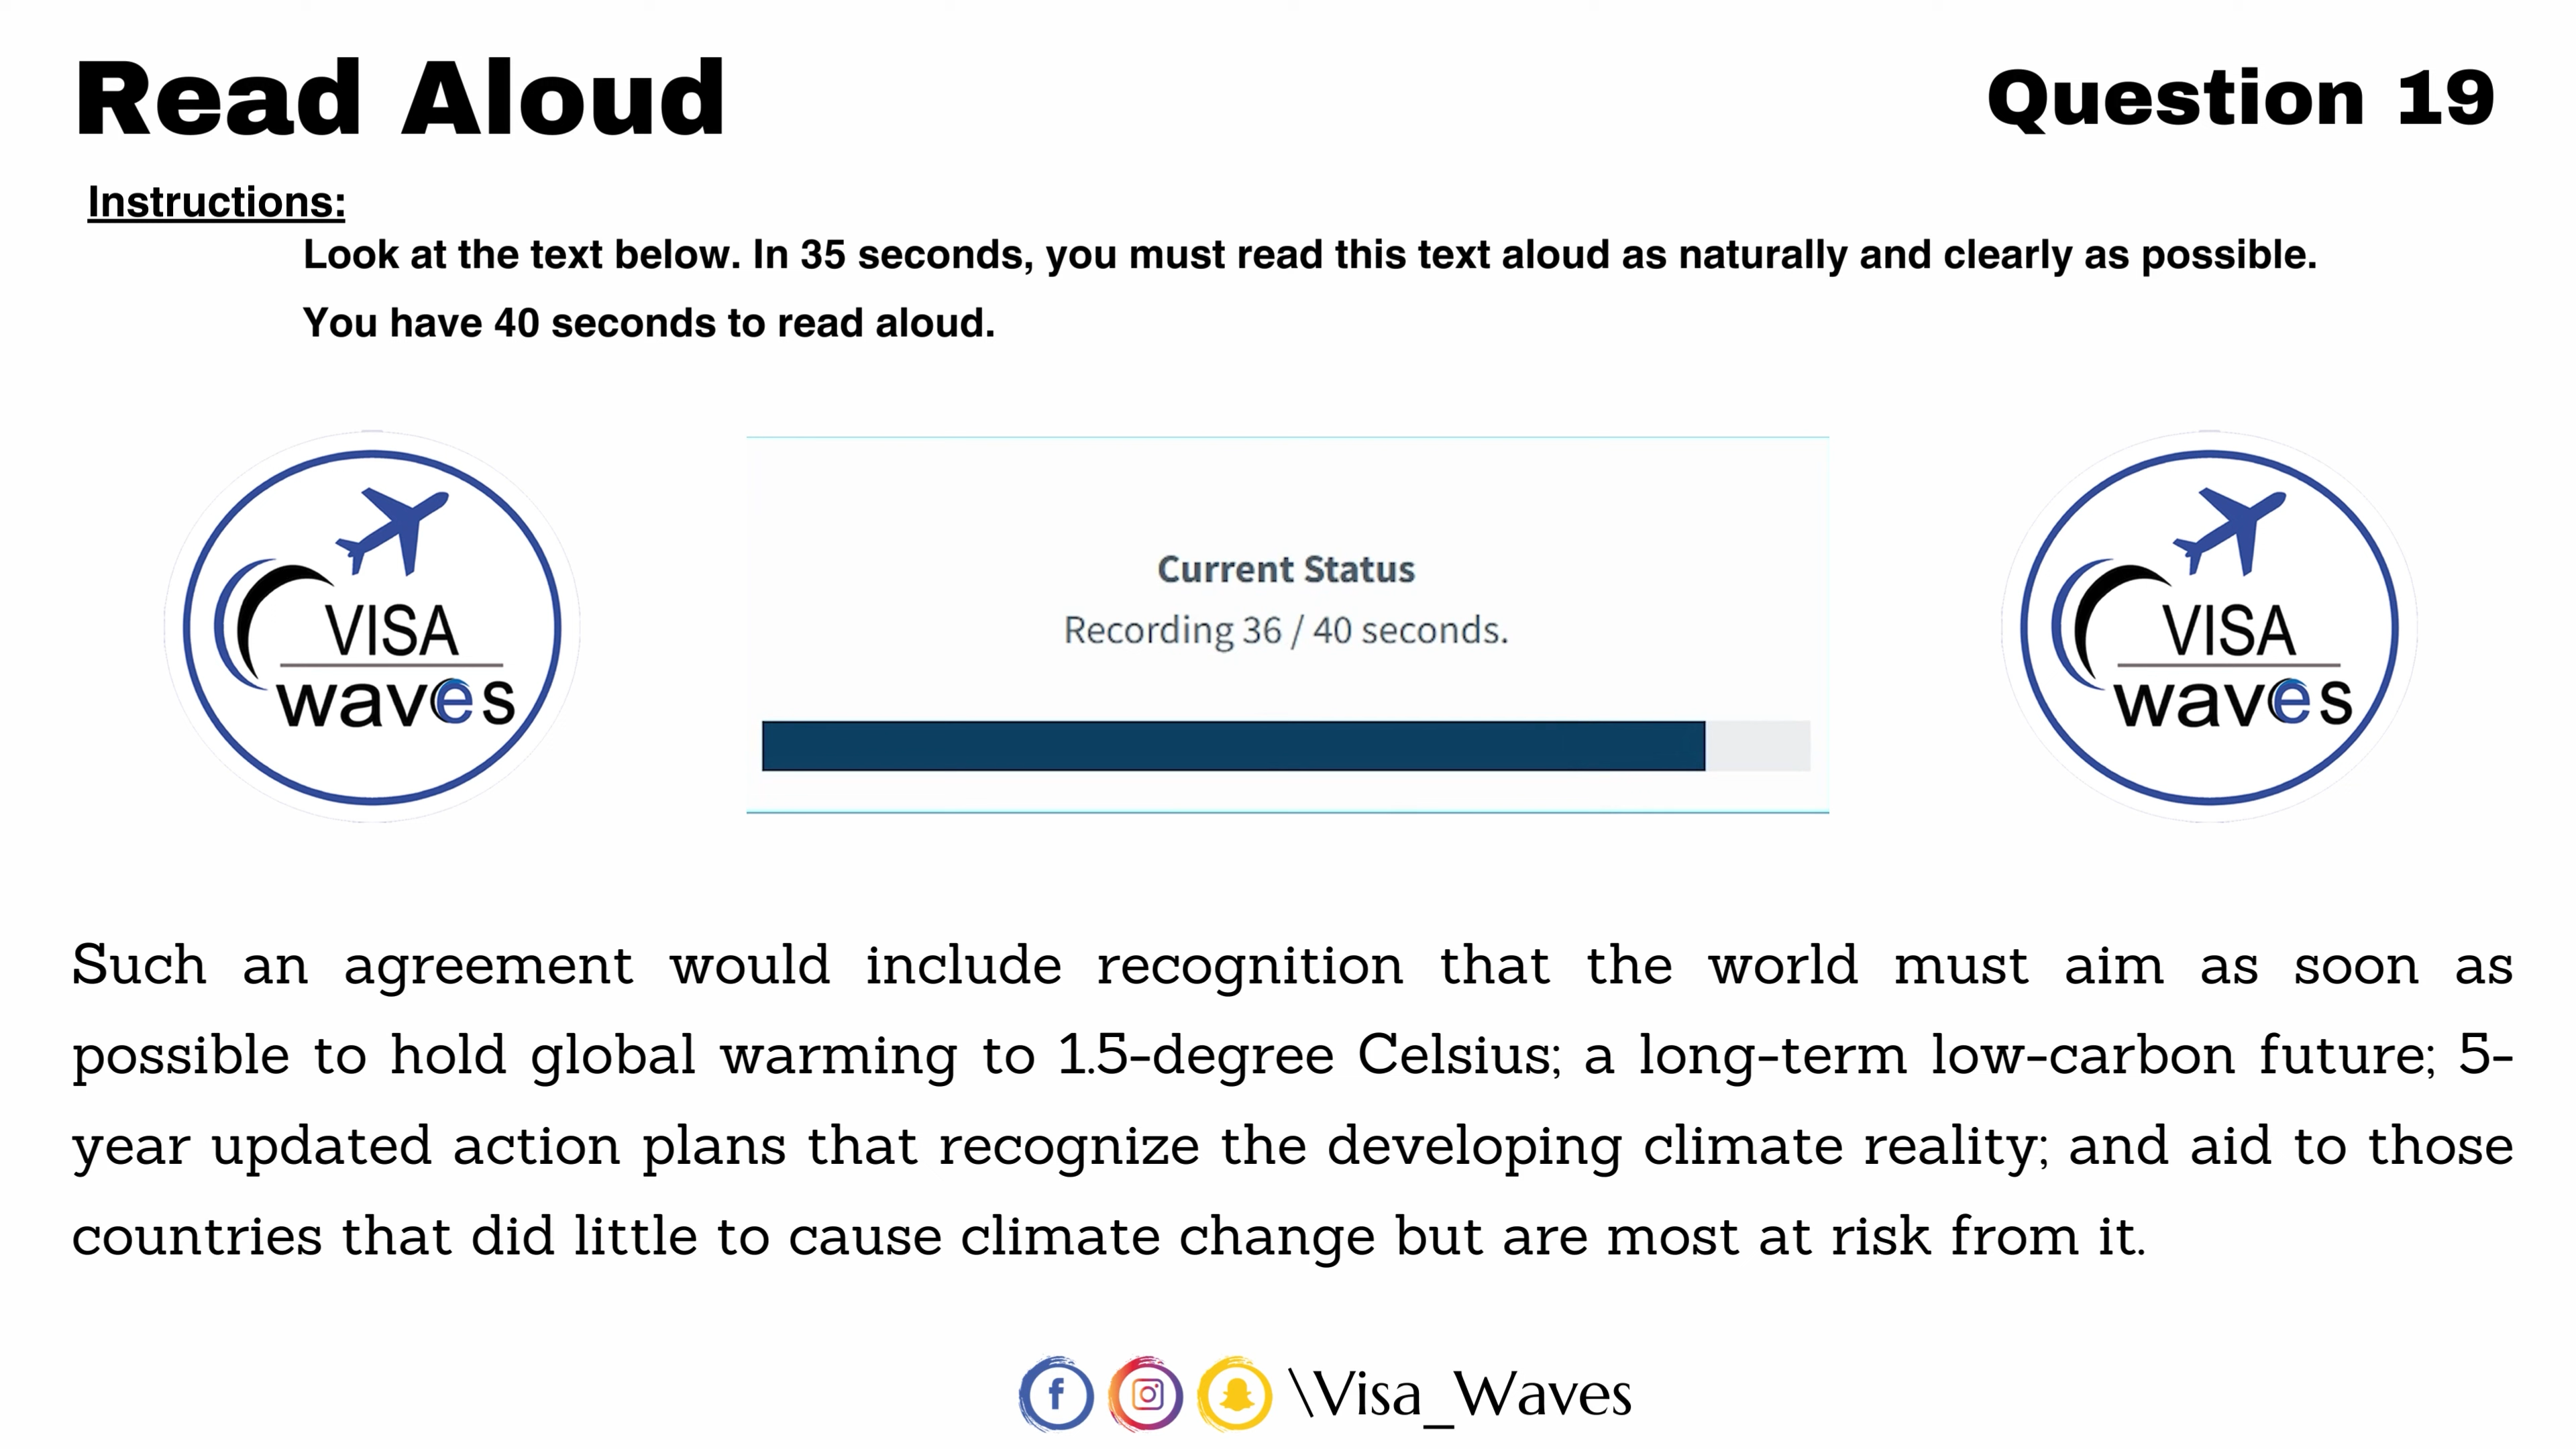 Read Aloud
Question 19
Instructions:
Look at the text below. In 35 seconds, you must read this text aloud as naturally and clearly as possible.
You have 40 seconds to read aloud.
VISA
waves
Current Status
Recording 36 / 40 seconds.
VISA
waves
Such an agreement would include recognition that the world must aim as soon as
possible to hold global warming to 1.5-degree Celsius; a long-term low-carbon future; 5-
year updated action plans that recognize the developing climate reality; and aid to those
countries that did little to cause climate change but are most at risk from it.
\Visa_Waves